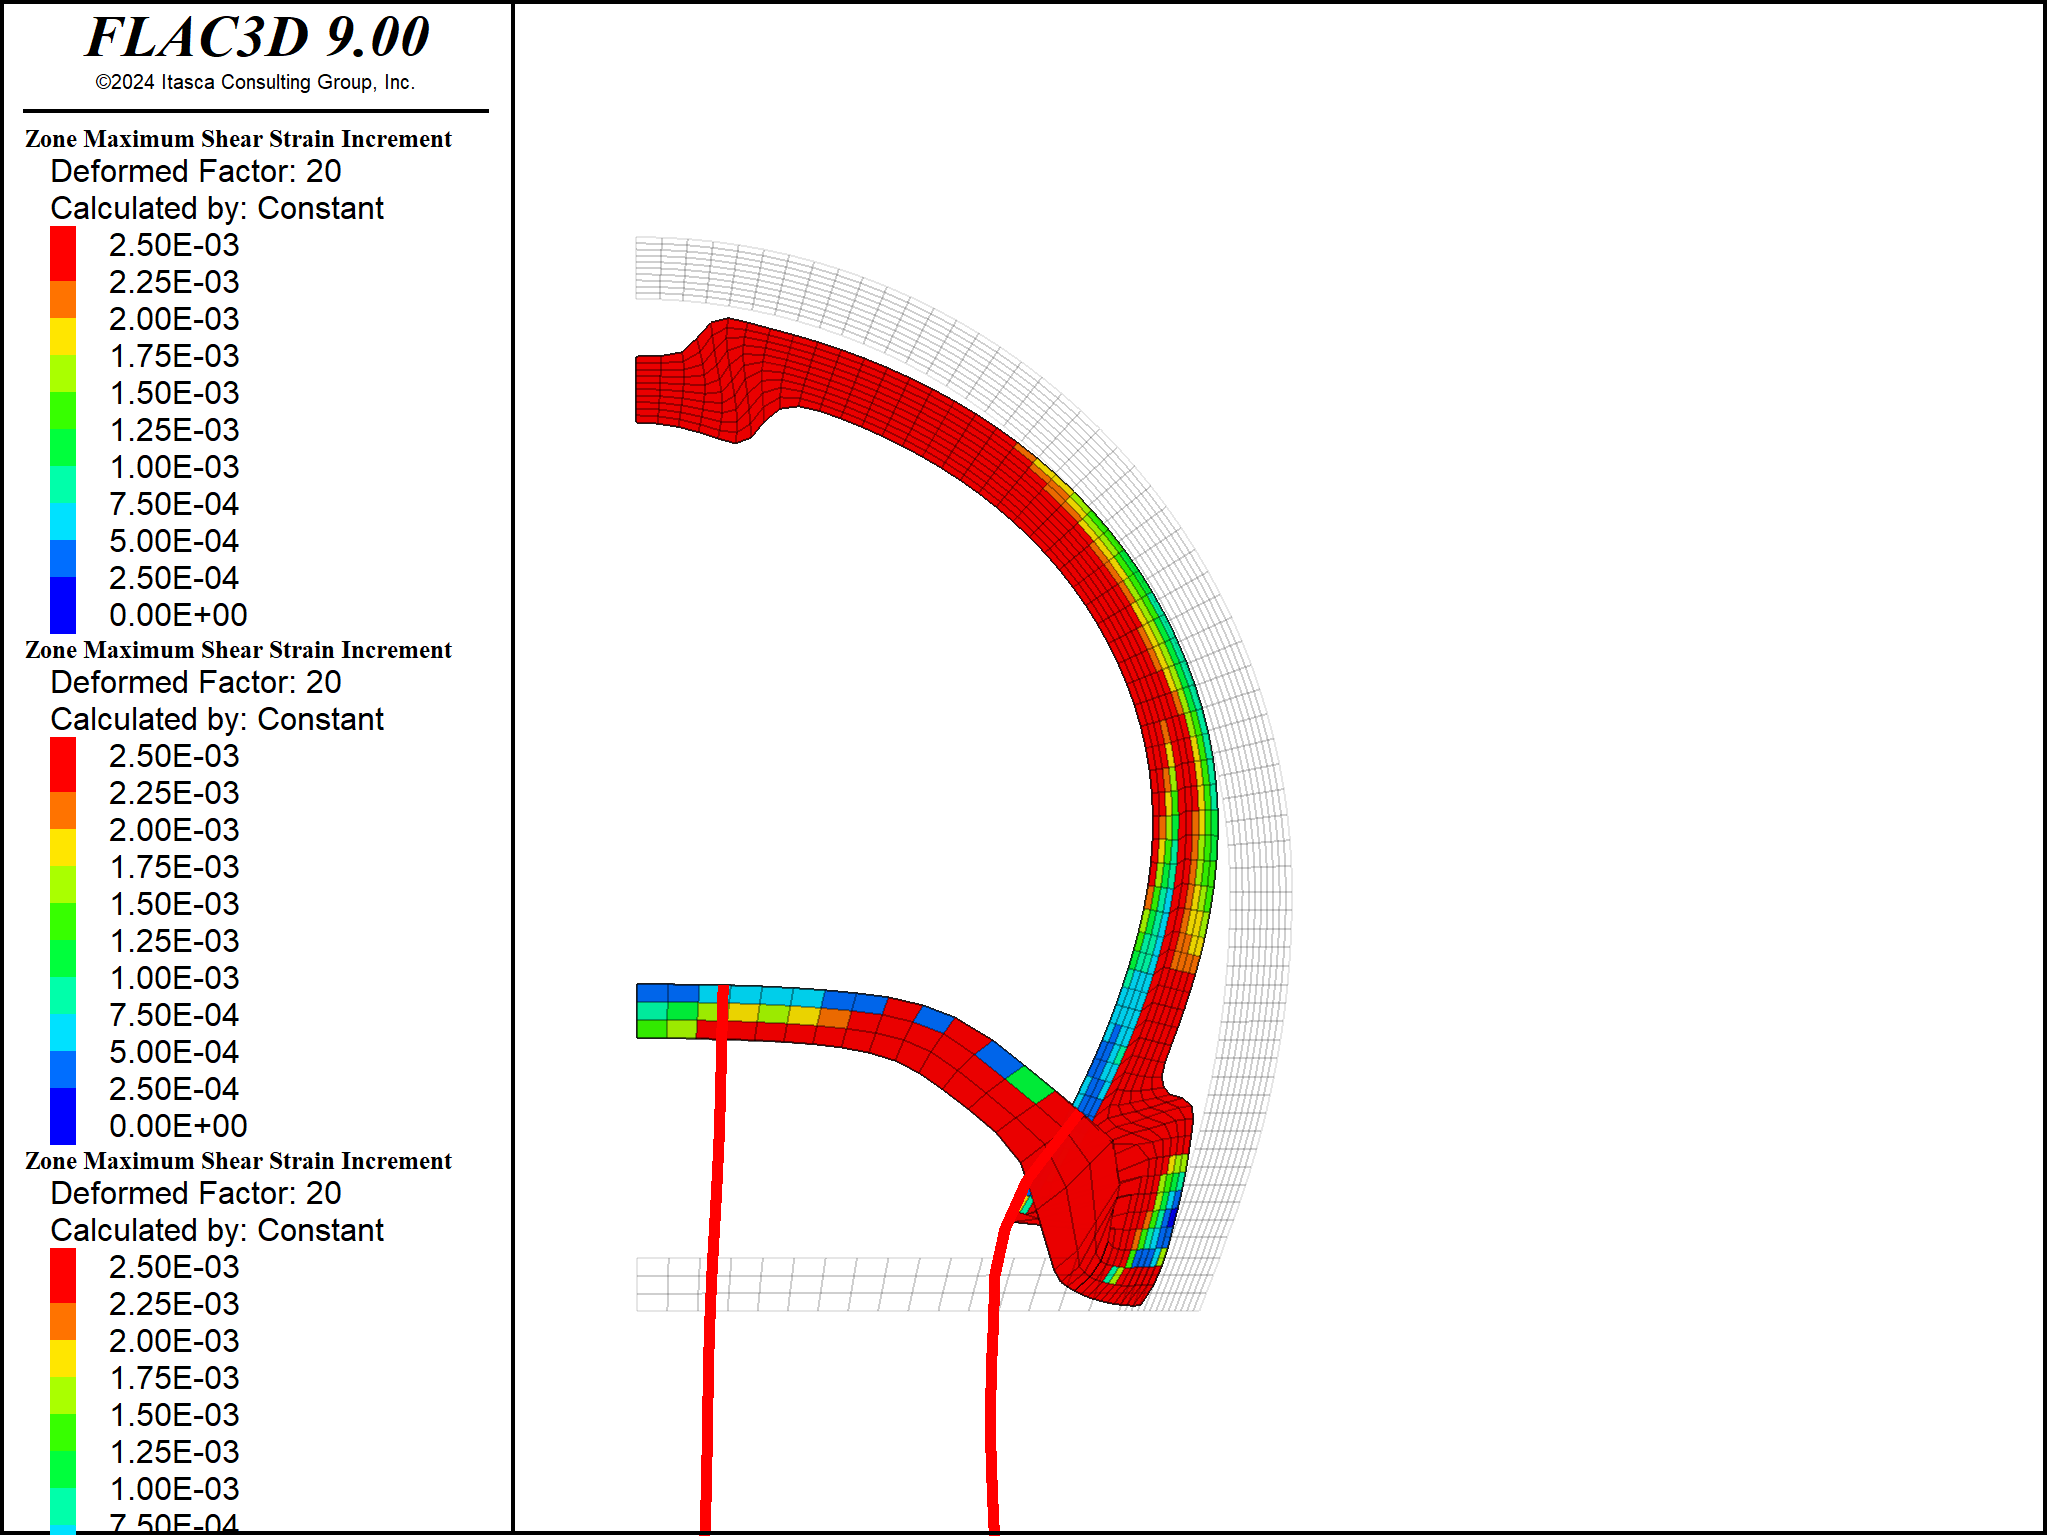 FLAC3D 9.00
©2024 Itasca Consulting Group, Inc.
Zone Maximum Shear Strain Increment
Deformed Factor: 20
Calculated by: Constant
2.50E-03
2.25E-03
2.00E-03
1.75E-03
1.50E-03
1.25E-03
1.00E-03
7.50E-04
5.00E-04
2.50E-04
0.00E+00
Zone Maximum Shear Strain Increment
Deformed Factor: 20
Calculated by: Constant
2.50E-03
2.25E-03
2.00E-03
1.75E-03
1.50E-03
1.25E-03
1.00E-03
7.50E-04
5.00E-04
2.50E-04
0.00E+00
Zone Maximum Shear Strain Increment
Deformed Factor: 20
Calculated by: Constant
2.50E-03
2.25E-03
2.00E-03
1.75E-03
1.50E-03
1.25E-03
1.00E-03
7.50E-04